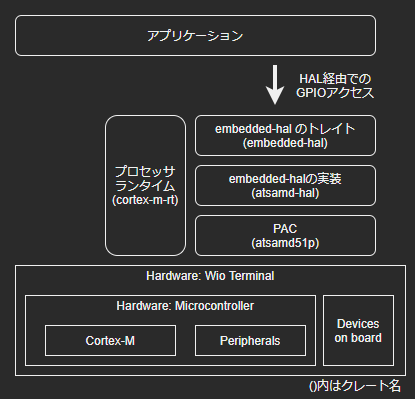 アプリケーション
HAL経由での
GPIOアクセス
プロセッサ
ランタイム
(cortex-m-rt)
embedded-hal のトレイト
(embedded-hal)
embedded-halの実装
(atsamd-hal)
PAC
(atsamd51p)
Hardware: Wio Terminal
Hardware: Microcontroller
Cortex-M
Peripherals
Devices
on board
()内はクレート名